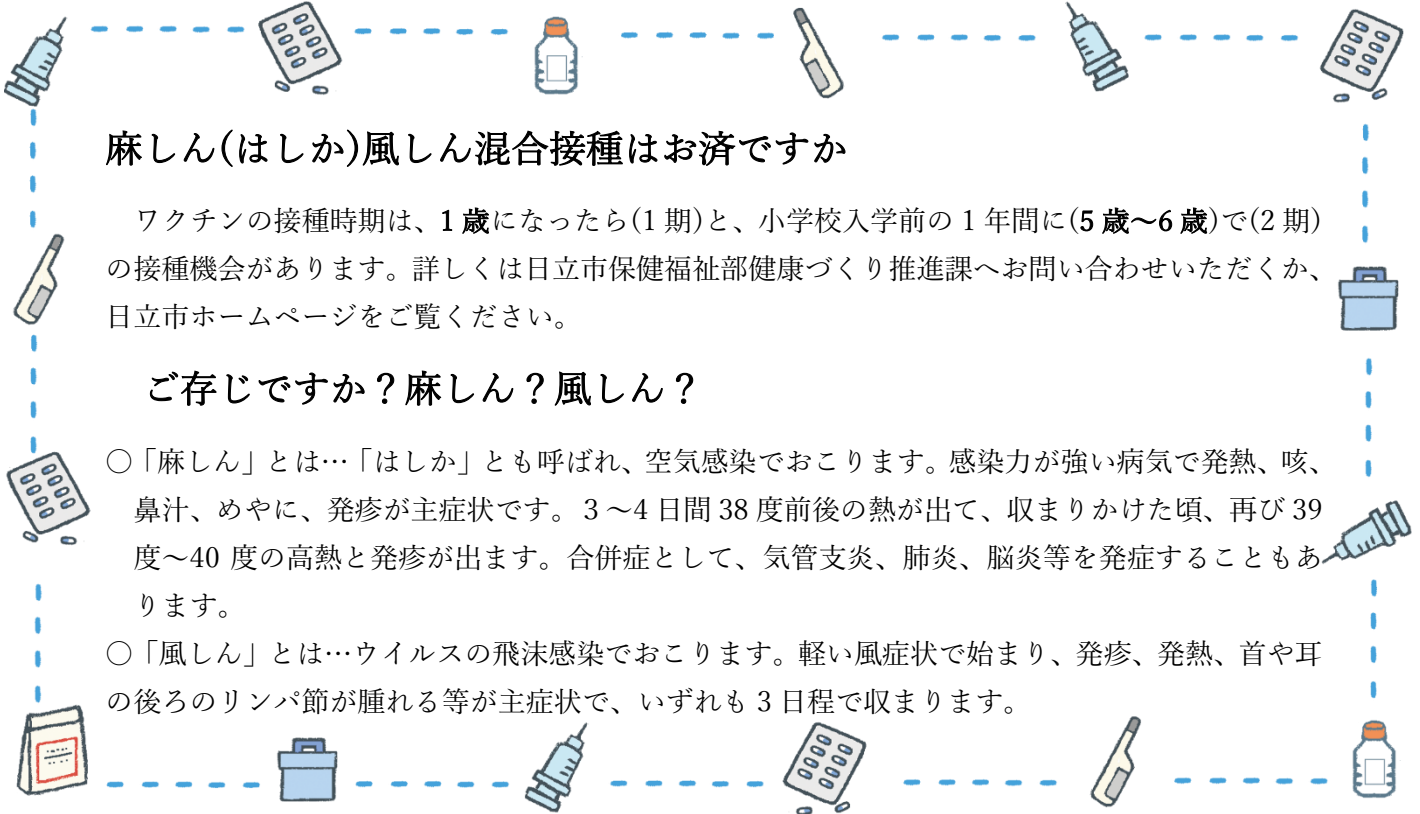 麻しん(はしか)風しん混合接種はお済ですか
ワクチンの接種時期は、1歳になったら(1期)と、小学校入学前の1年間に(5歳～6歳)で(2期)
の接種機会があります。詳しくは日立市保健福祉部健康づくり推進課へお問い合わせいただくか、
日立市ホームページをご覧ください。
ご存じですか？麻しん？風しん？
○「麻しん」とは…「はしか」とも呼ばれ、空気感染でおこります。感染力が強い病気で発熱、咳、
鼻汁、めやに、発疹が主症状です。３～4日間38度前後の熱が出て、収まりかけた頃、再び39
度～40度の高熱と発疹が出ます。合併症として、気管支炎、肺炎、脳炎等を発症することもあ
ります。
○「風しん」とは…ウイルスの飛沫感染でおこります。軽い風症状で始まり、発疹、発熱、首や耳
の後ろのリンパ節が腫れる等が主症状で、いずれも3日程で収まります。